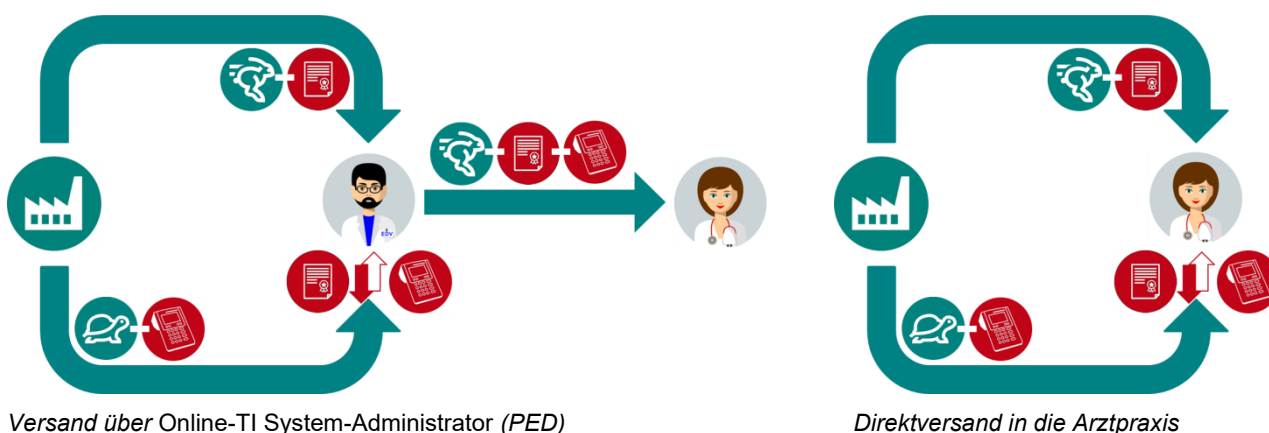 EDV
Versand über Online-TI System-Administrator (PED)
Direktversand in die Arztpraxis